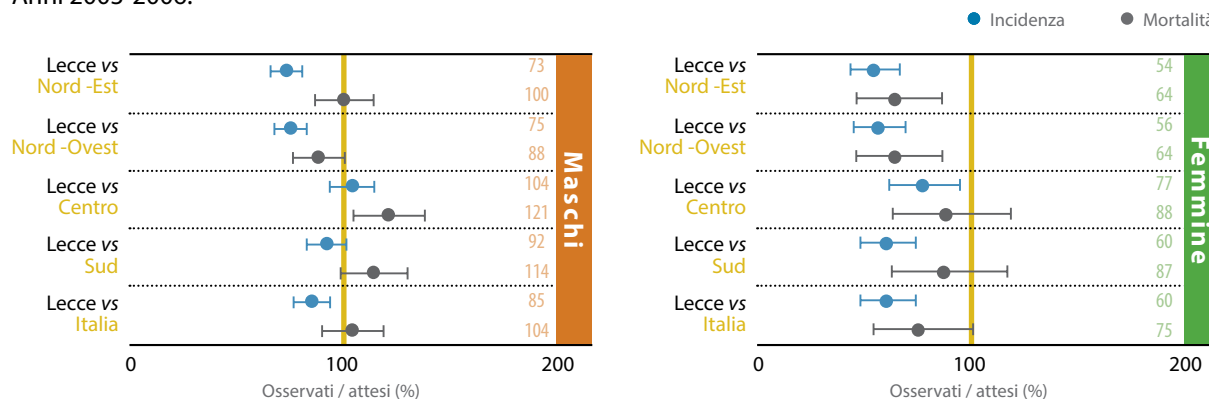 Anni 2003-2006.
Incidenza
Mortalità
Lecce vs
Nord -Est
73
100
Lecce vs
Nord -Ovest
75
88
Lecce vs
Centro
104
121
Lecce vs
Sud
92
114
Lecce vs
Italia
85
104
Maschi
0
100
200
Osservati / attesi (%)
Lecce vs
Nord -Est
54
64
Lecce vs
Nord -Ovest
56
64
Lecce vs
Centro
77
88
Lecce vs
Sud
60
87
Lecce vs
Italia
60
75
Femmine
0
100
200
Osservati / attesi (%)